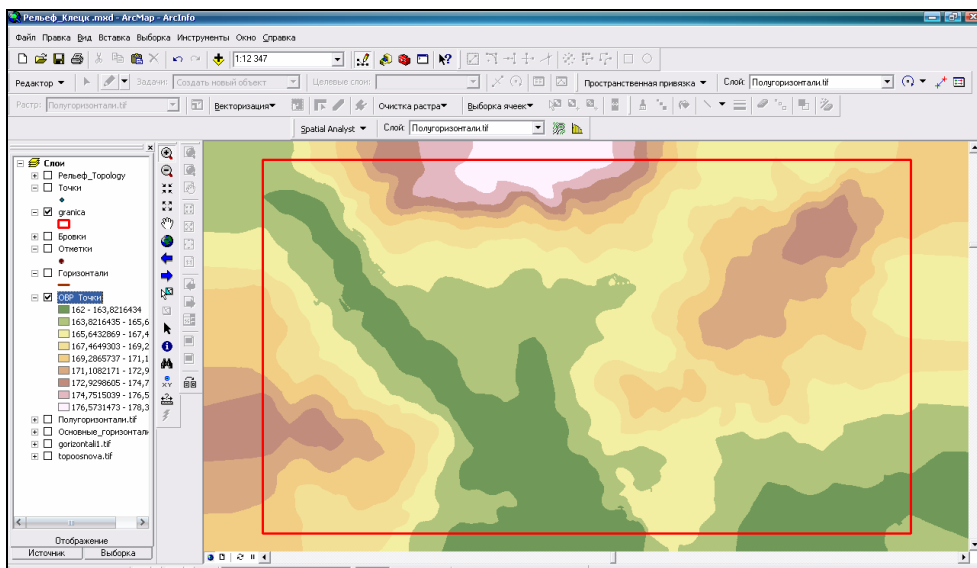 Рельеф_Клецк.mxd - ArcMap - ArcInfo
Файл Правка Вид Вставка Выборка Инструменты Окно Справка
1:12 347
Редактор Задачи: Создать новый объект Целевые слои: Пространственная привязка Слой: Полугоризонтали.tif
Растр: Полугоризонтали.tif Векторизация Очистка растра Выборка ячеек
Spatial Analyst Слой: Полугоризонтали.tif
Слои
Рельеф_Topology
Точки
granica
Бровки
Отметки
Горизонтали
ОВР_Точки
162 - 163,8216434
163,8216435 - 165,6
165,6432869 - 167,4
167,4649303 - 169,2
169,2865737 - 171,1
171,1082171 - 172,9
172,9298605 - 174,7
174,7515039 - 176,5
176,5731473 - 178,3
Полугоризонтали.tif
Основные_горизонтали
gorizontali1.tif
topoosnova.tif
Отображение
Источник Выборка